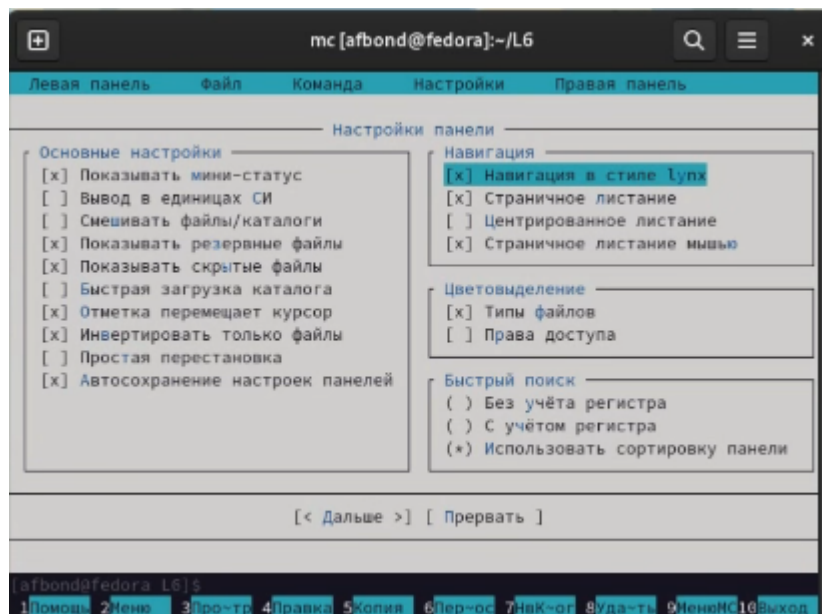 mc [afbond@fedora]:~/L6
Левая панель Файл Команда Настройки Правая панель
Настройки панели
Основные настройки
[x] Показывать мини-статус
[ ] Вывод в единицах СИ
[ ] Смешивать файлы/каталоги
[x] Показывать резервные файлы
[x] Показывать скрытые файлы
[ ] Быстрая загрузка каталога
[x] Отметка перемещает курсор
[x] Инвертировать только файлы
[ ] Простая перестановка
[x] Автосохранение настроек панелей
Навигация
[x] Навигация в стиле lynx
[x] Страничное листание
[ ] Центрированное листание
[x] Страничное листание мышью
Цветовыделение
[x] Типы файлов
[ ] Права доступа
Быстрый поиск
( ) Без учёта регистра
( ) С учётом регистра
(*) Использовать сортировку панели
[< Дальше >] [ Прервать ]
[afbond@fedora L6]$
1Помощь 2Меню 3Про~тр 4Правка 5Копия 6Пер~ос 7НвК~ог 8Уда~ть 9МенюMC 10Выход